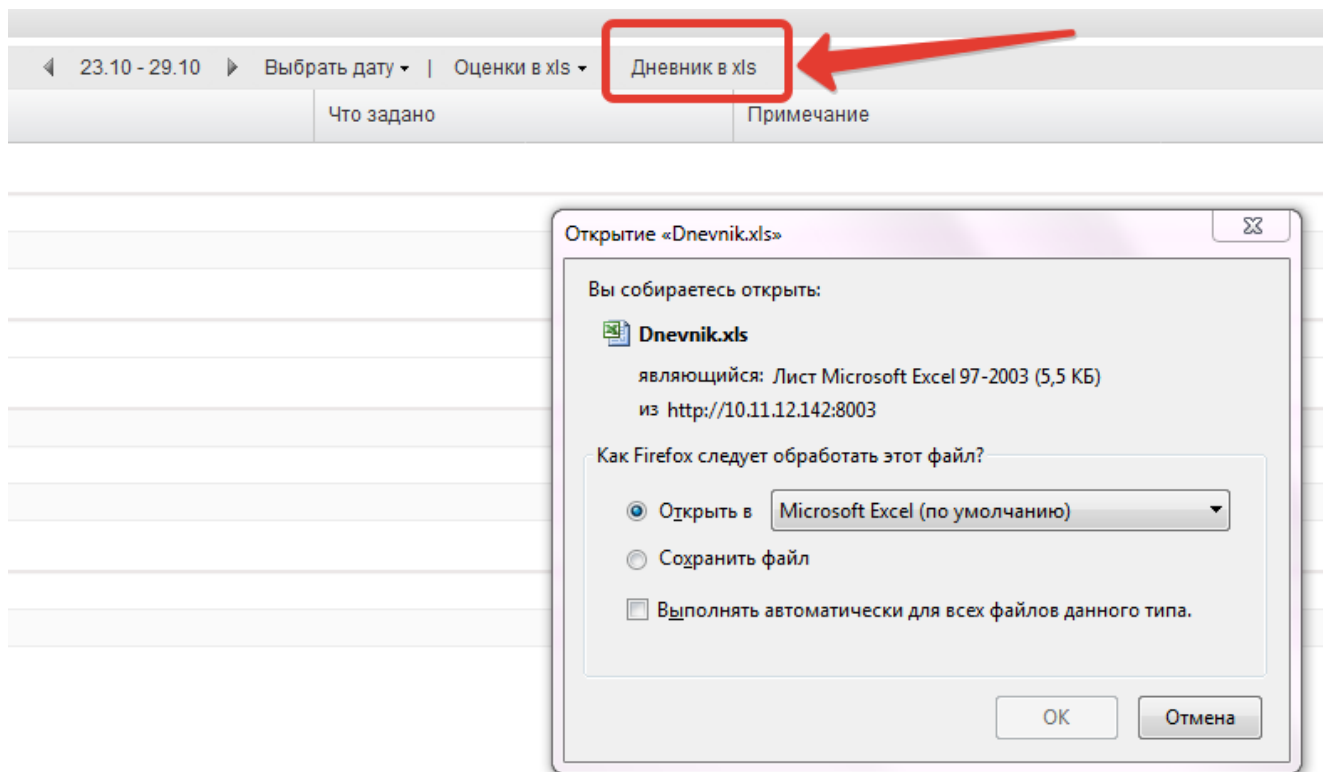 23.10 - 29.10 Выбрать дату | Оценки в xls Дневник в xls
Что задано Примечание
Открытие «Dnevnik.xls»
Вы собираетесь открыть:
Dnevnik.xls
являющийся: Лист Microsoft Excel 97-2003 (5,5 КБ)
из http://10.11.12.142:8003
Как Firefox следует обработать этот файл?
Открыть в Microsoft Excel (по умолчанию)
Сохранить файл
Выполнять автоматически для всех файлов данного типа.
ОК Отмена